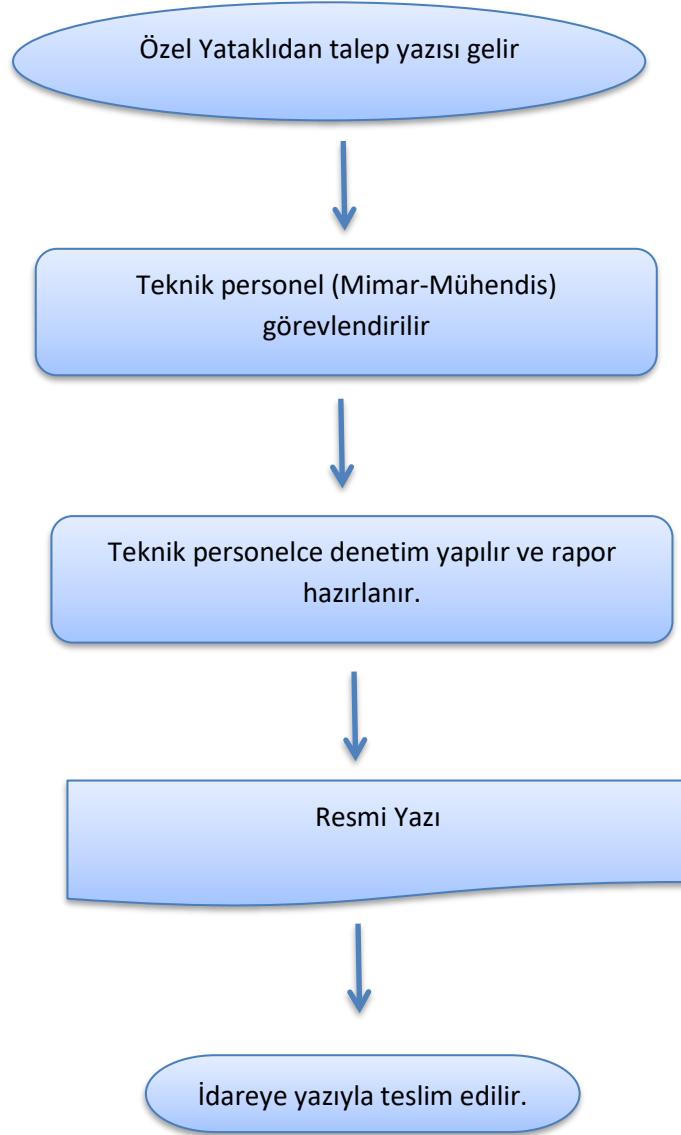 Özel Yataklıdan talep yazısı gelir
Teknik personel (Mimar-Mühendis)
görevlendirilir
Teknik personelce denetim yapılır ve rapor
hazırlanır.
Resmi Yazı
İdareye yazıyla teslim edilir.